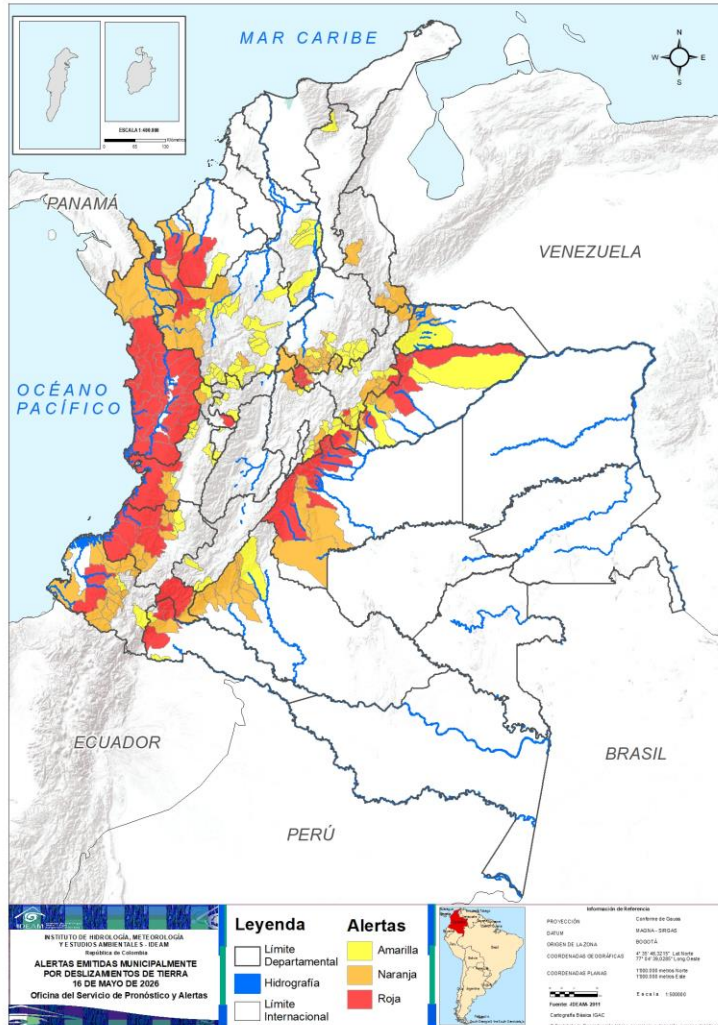 MAR CARIBE
N
W
E
S
ESCALA 1:400.000
PANAMÁ
VENEZUELA
OCÉANO
PACÍFICO
ECUADOR
BRASIL
PERÚ
IDEAM
INSTITUTO DE HIDROLOGÍA, METEOROLOGÍA
Y ESTUDIOS AMBIENTALES - IDEAM
República de Colombia
ALERTAS EMITIDAS MUNICIPALMENTE
POR DESLIZAMIENTOS DE TIERRA
16 DE MAYO DE 2026
Oficina del Servicio de Pronóstico y Alertas
Leyenda
Límite
Departamental
Hidrografía
Límite
Internacional
Alertas
Amarilla
Naranja
Roja
Información de Referencia
PROYECCIÓN Conforme de Gauss
DATUM MAGNA - SIRGAS
ORIGEN DE LA ZONA BOGOTÁ
COORDENADAS GEOGRÁFICAS
COORDENADAS PLANAS 1'000.000 metros Norte
1'000.000 metros Este
Fuente: IDEAM 2011
Cartografía Básica IGAC